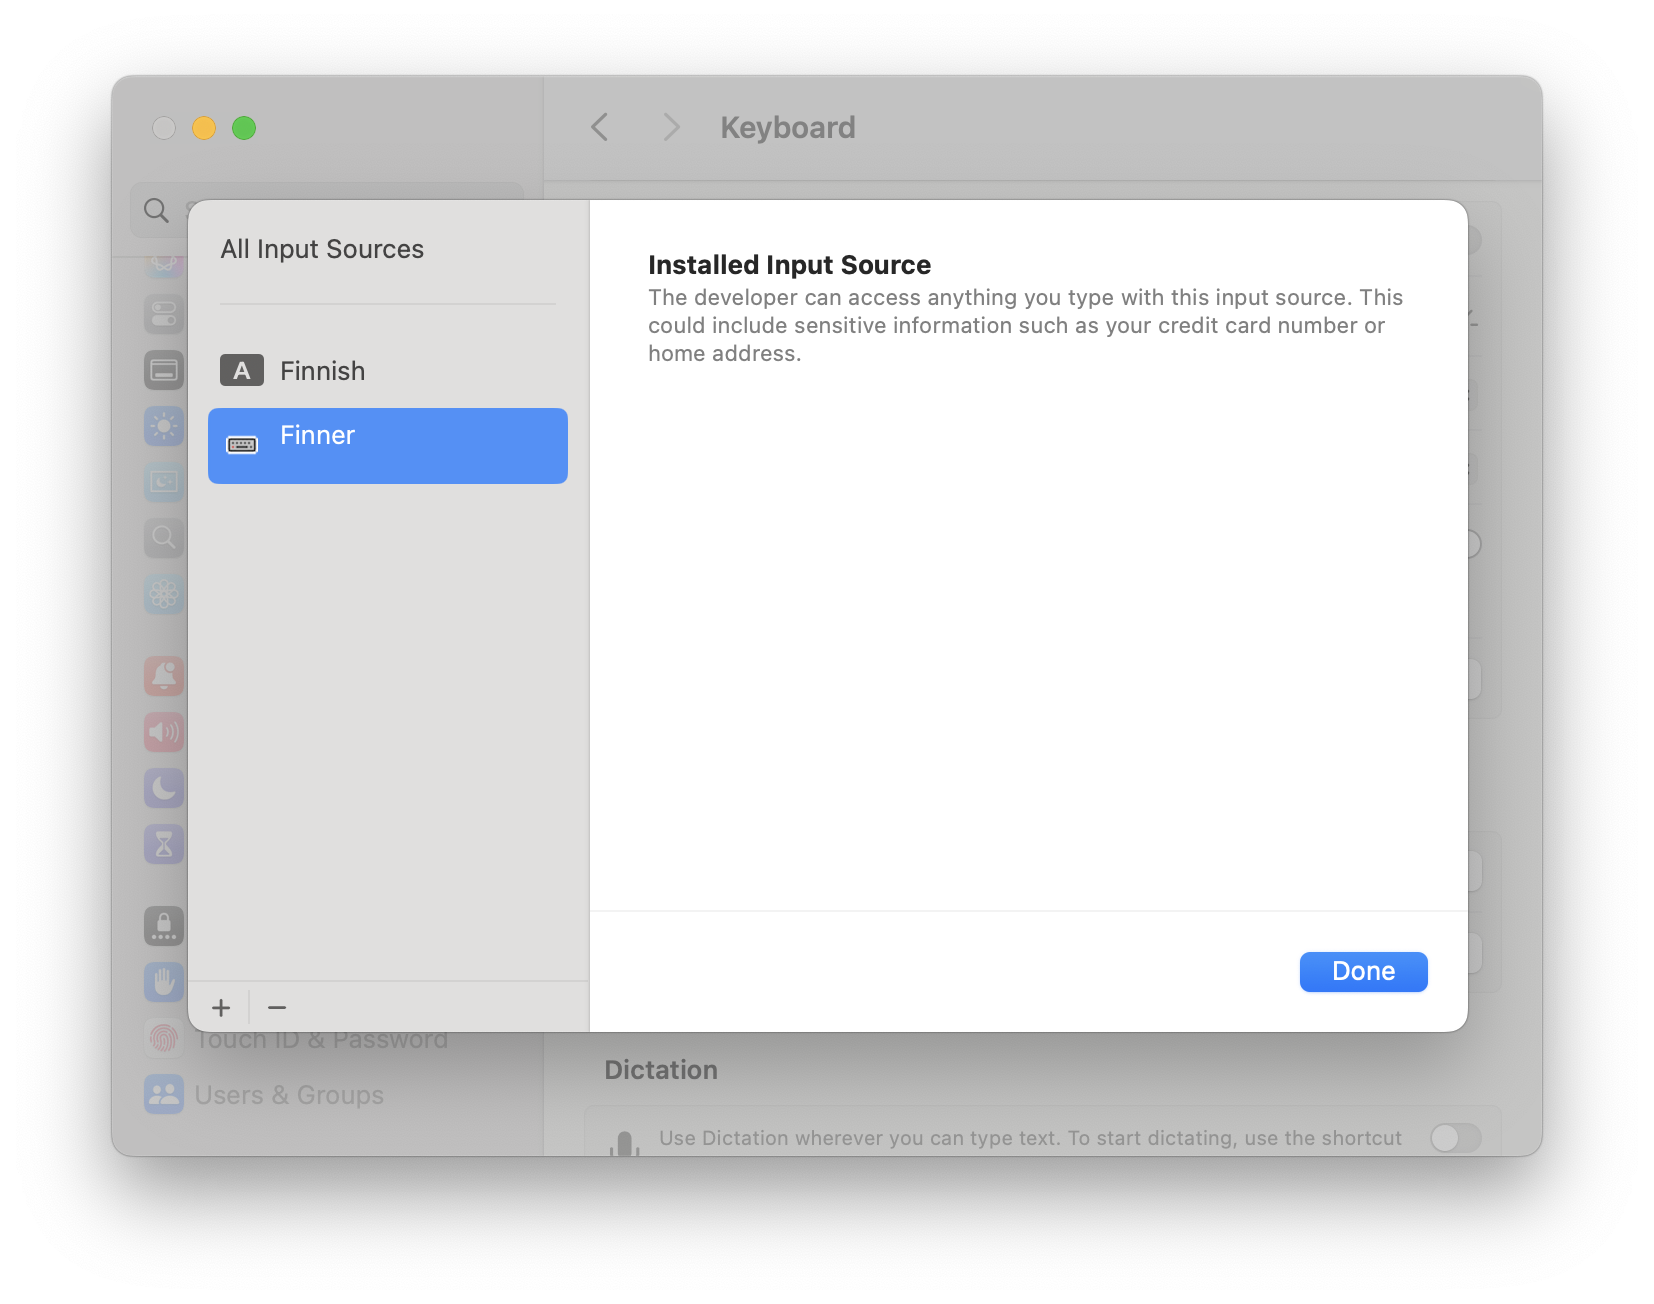 Keyboard
All Input Sources
A Finnish
Finner
Installed Input Source
The developer can access anything you type with this input source. This
could include sensitive information such as your credit card number or
home address.
Done
Touch ID & Password
Users & Groups
Dictation
Use Dictation wherever you can type text. To start dictating, use the shortcut